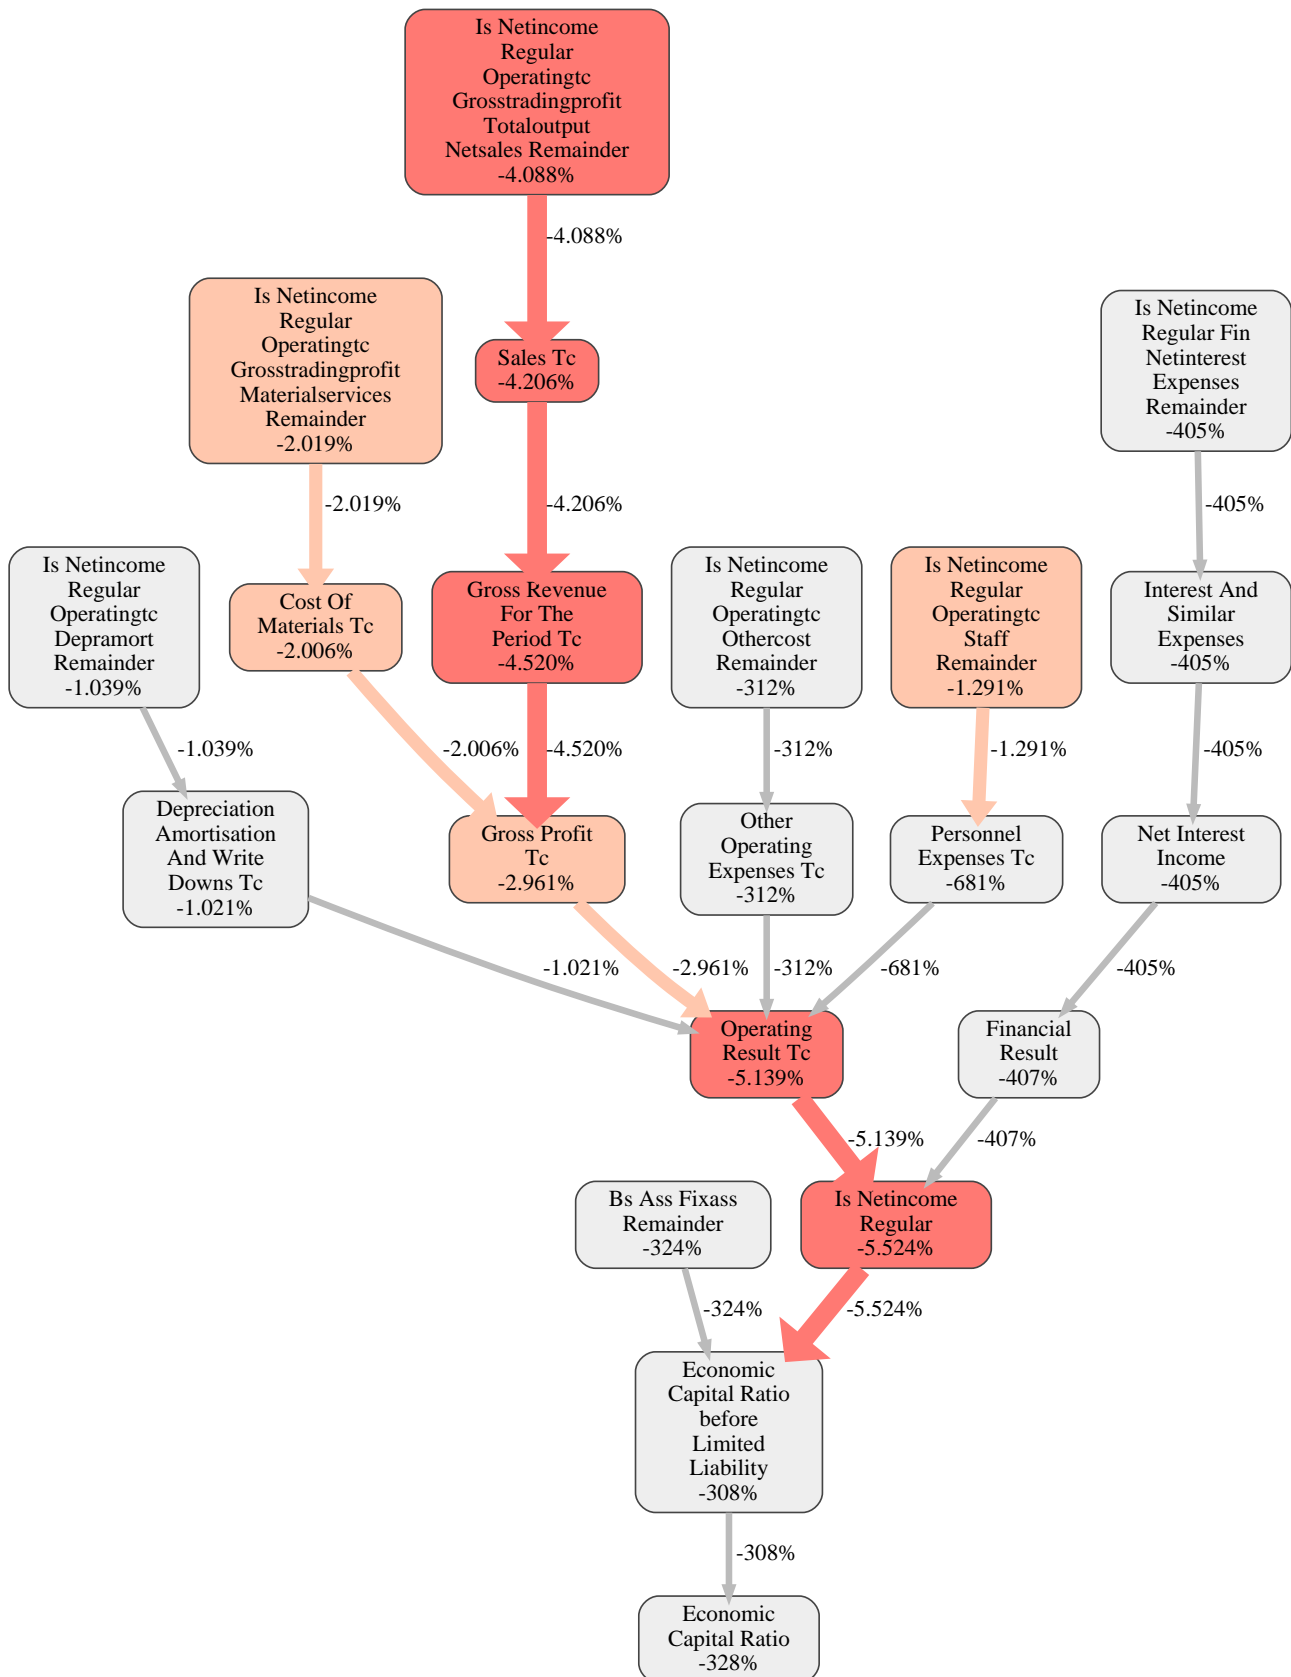 Is Netincome
Regular
Operatingtc
Grosstradingprofit
Totaloutput
Netsales Remainder
-4.088%
-4.088%
Is Netincome
Regular
Operatingtc
Grosstradingprofit
Materialservices
Remainder
-2.019%
Sales Tc
-4.206%
Is Netincome
Regular Fin
Netinterest
Expenses
Remainder
-405%
-2.019%
-4.206%
-405%
Is Netincome
Regular
Operatingtc
Depramort
Remainder
-1.039%
Cost Of
Materials Tc
-2.006%
Gross Revenue
For The
Period Tc
-4.520%
Is Netincome
Regular
Operatingtc
Othercost
Remainder
-312%
Is Netincome
Regular
Operatingtc
Staff
Remainder
-1.291%
Interest And
Similar
Expenses
-405%
-1.039%
-2.006%
-4.520%
-312%
-1.291%
-405%
Depreciation
Amortisation
And Write
Downs Tc
-1.021%
Gross Profit
Tc
-2.961%
Other
Operating
Expenses Tc
-312%
Personnel
Expenses Tc
-681%
Net Interest
Income
-405%
-1.021%
-2.961%
-312%
-681%
-405%
Operating
Result Tc
-5.139%
Financial
Result
-407%
-5.139%
-407%
Bs Ass Fixass
Remainder
-324%
Is Netincome
Regular
-5.524%
-324%
-5.524%
Economic
Capital Ratio
before
Limited
Liability
-308%
-308%
Economic
Capital Ratio
-328%